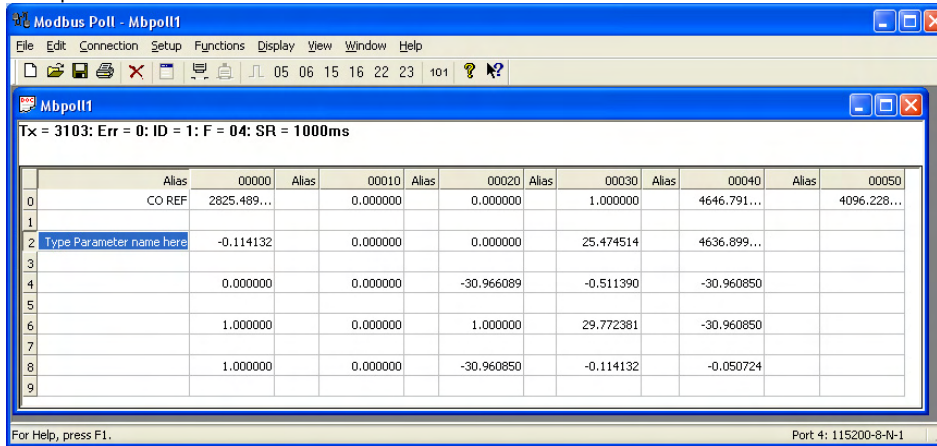 Modbus Poll - Mbpoll1
File Edit Connection Setup Functions Display View Window Help
05 06 15 16 22 23 101
Mbpoll1
Tx = 3103: Err = 0: ID = 1: F = 04: SR = 1000ms
Alias 00000 Alias 00010 Alias 00020 Alias 00030 Alias 00040 Alias 00050
0 CO REF 2825.489... 0.000000 0.000000 1.000000 4646.791... 4096.228...
1
2 Type Parameter name here -0.114132 0.000000 0.000000 25.474514 4636.899...
3
4 0.000000 0.000000 -30.966089 -0.511390 -30.960850
5
6 1.000000 0.000000 1.000000 29.772381 -30.960850
7
8 1.000000 0.000000 -30.960850 -0.114132 -0.050724
9
For Help, press F1. Port 4: 115200-8-N-1